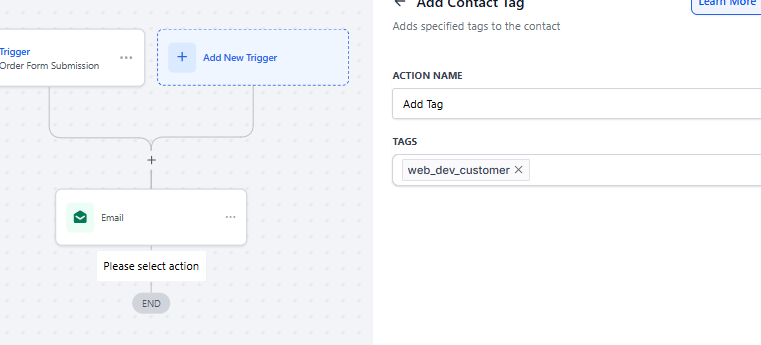 Trigger
Order Form Submission
Add New Trigger
Email
Please select action
END
Add Contact Tag
Learn More
Adds specified tags to the contact
ACTION NAME
Add Tag
TAGS
web_dev_customer